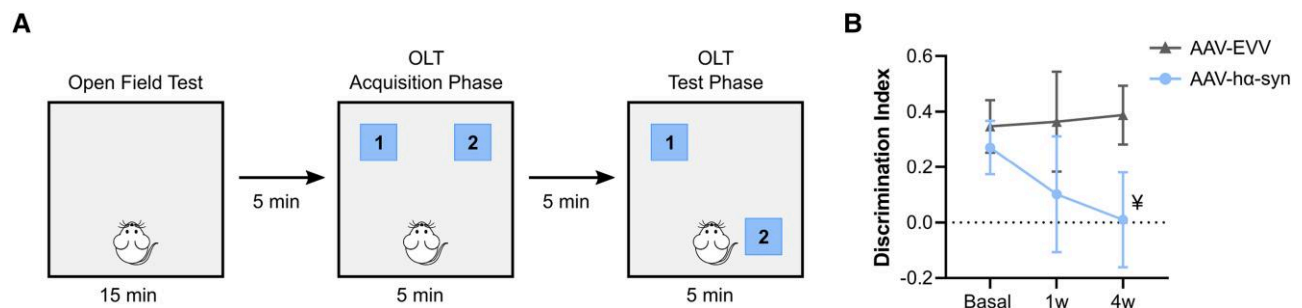 A
Open Field Test
15 min
5 min
OLT
Acquisition Phase
1 2
5 min
5 min
OLT
Test Phase
1
2
5 min
B
AAV-EVV
AAV-hα-syn
Discrimination Index
0.6
0.4
0.2
0.0
-0.2
¥
Basal 1w 4w